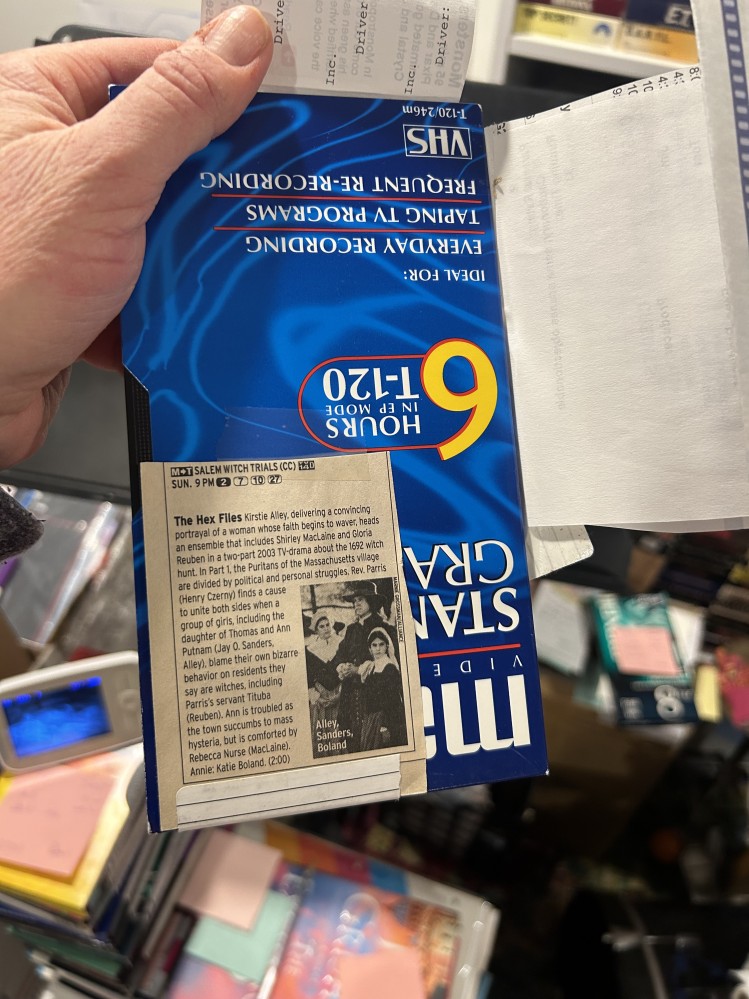 T-120/246m
VHS
FREQUENT RE-RECORDING
TAPING TV PROGRAMS
EVERYDAY RECORDING
IDEAL FOR:
6 HOURS
IN EP MODE
T-120
STAN
GRA
VIDE
ma
SALEM WITCH TRIALS (CC)
SUN. 9 PM 2 7 10 27
The Hex Files Kirstie Alley, delivering a convincing
portrayal of a woman whose faith begins to waver, heads
an ensemble that includes Shirley MacLaine and Gloria
Reuben in a two-part 2003 TV-drama about the 1692 witch
hunt. In Part 1, the Puritans of the Massachusetts village
are divided by political and personal struggles. Rev. Parris
(Henry Czerny) finds a cause
to unite both sides when a
group of girls, including the
daughter of Thomas and Ann
Putnam (Jay O. Sanders,
Alley), blame their own bizarre
behavior on residents they
say are witches, including
Parris's servant Tituba
(Reuben). Ann is troubled as
the town succumbs to mass
hysteria, but is comforted by
Rebecca Nurse (MacLaine).
Annie: Katie Boland. (2:00)
Alley,
Sanders,
Boland
Driver
Inc. Driver
Inc.
95 Driver: